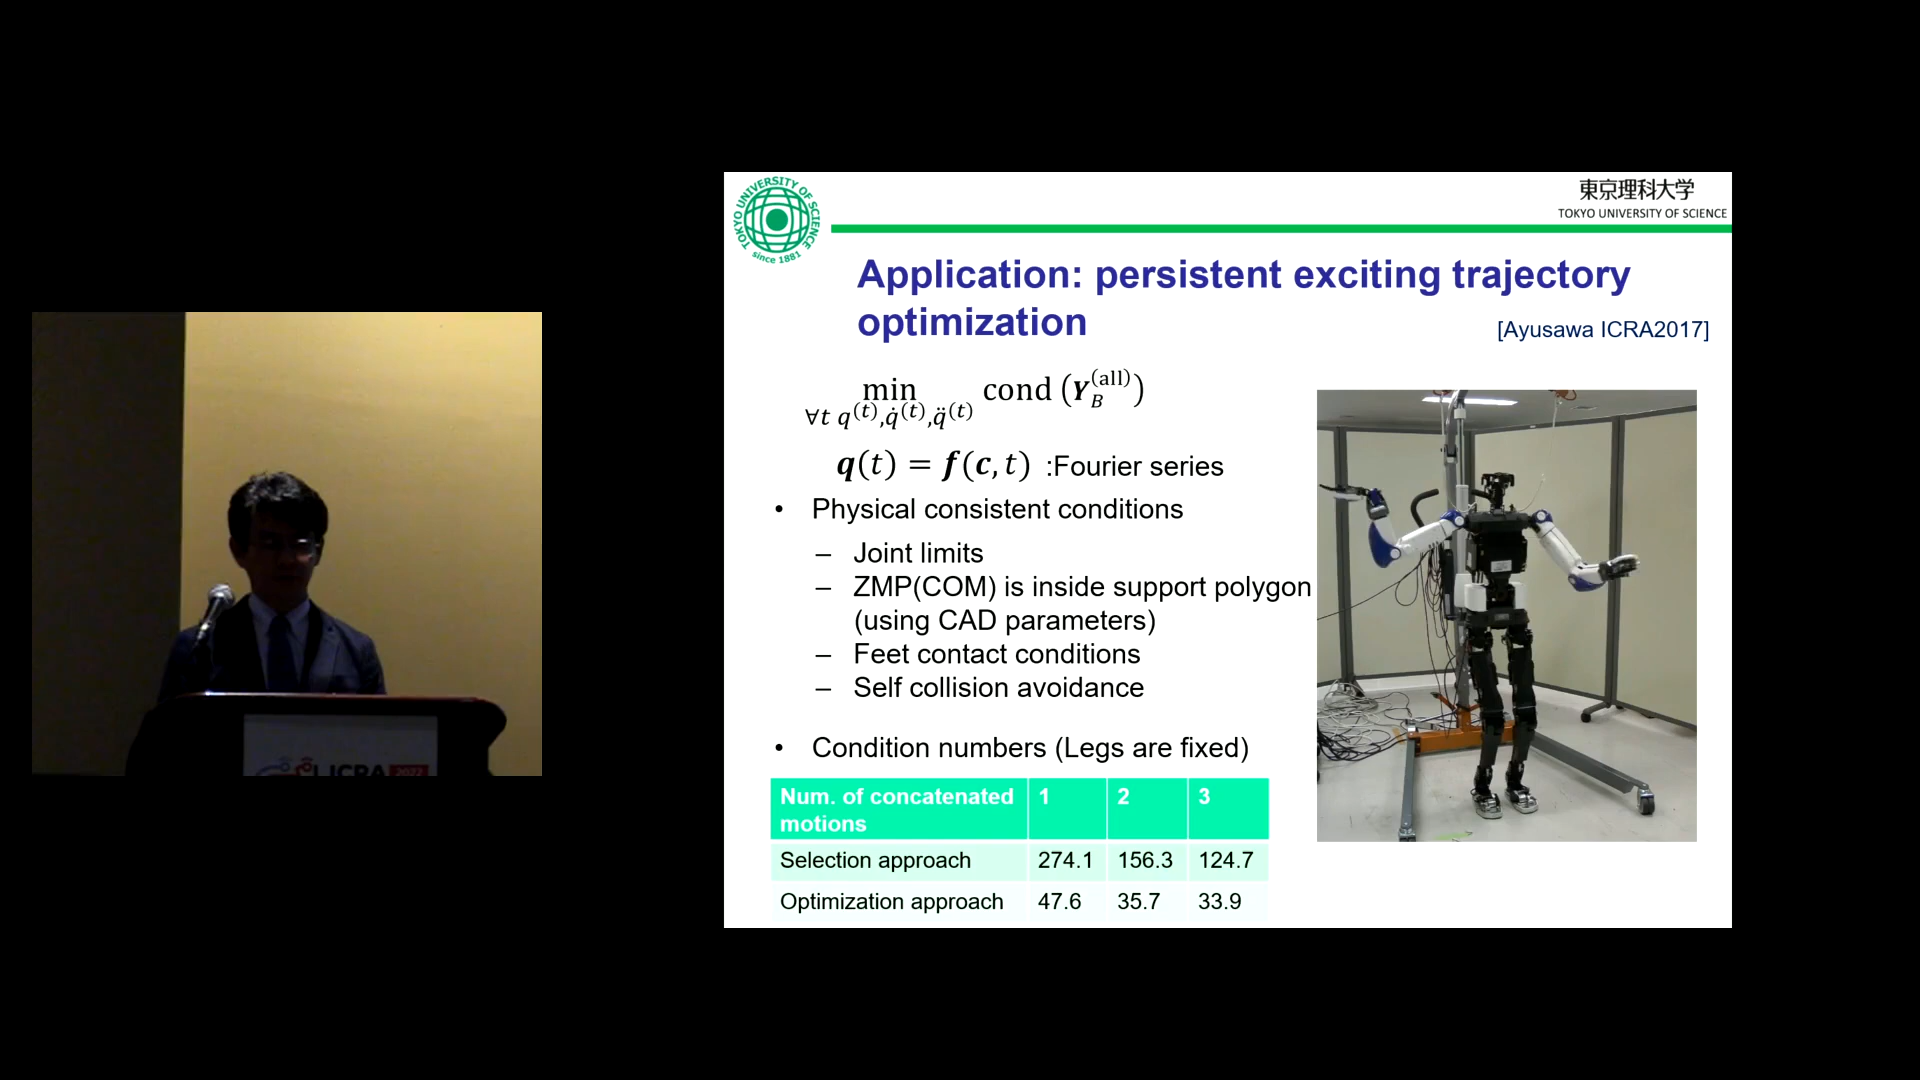 TOKYO UNIVERSITY OF SCIENCE
since 1881
東京理科大学
TOKYO UNIVERSITY OF SCIENCE
Application: persistent exciting trajectory
optimization
[Ayusawa ICRA2017]
min cond (Y_B^(all))
∀t q^(t),q̇^(t),q̈^(t)
q(t) = f(c, t) :Fourier series
• Physical consistent conditions
– Joint limits
– ZMP(COM) is inside support polygon
(using CAD parameters)
– Feet contact conditions
– Self collision avoidance
• Condition numbers (Legs are fixed)
Num. of concatenated
motions
1 2 3
Selection approach 274.1 156.3 124.7
Optimization approach 47.6 35.7 33.9
ICRA 2022